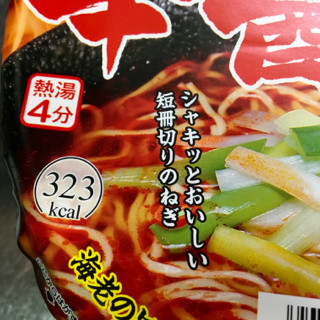 熱湯
4分
シャキッとおいしい
短冊切りのねぎ
323
kcal
海老の